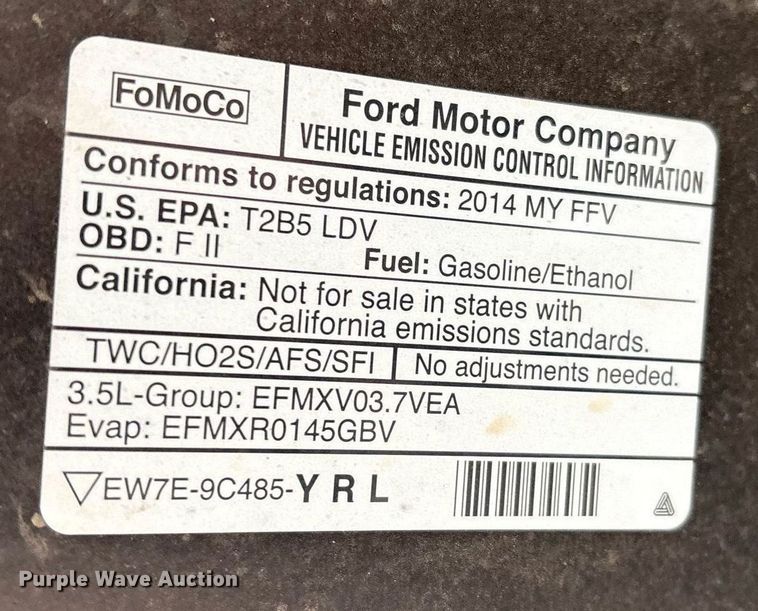 FoMoCo
Ford Motor Company
VEHICLE EMISSION CONTROL INFORMATION
Conforms to regulations: 2014 MY FFV
U.S. EPA: T2B5 LDV
OBD: F II
Fuel: Gasoline/Ethanol
California: Not for sale in states with
California emissions standards.
TWC/HO2S/AFS/SFI
No adjustments needed.
3.5L-Group: EFMXV03.7VEA
Evap: EFMXR0145GBV
EW7E-9C485-YRL
Purple Wave Auction